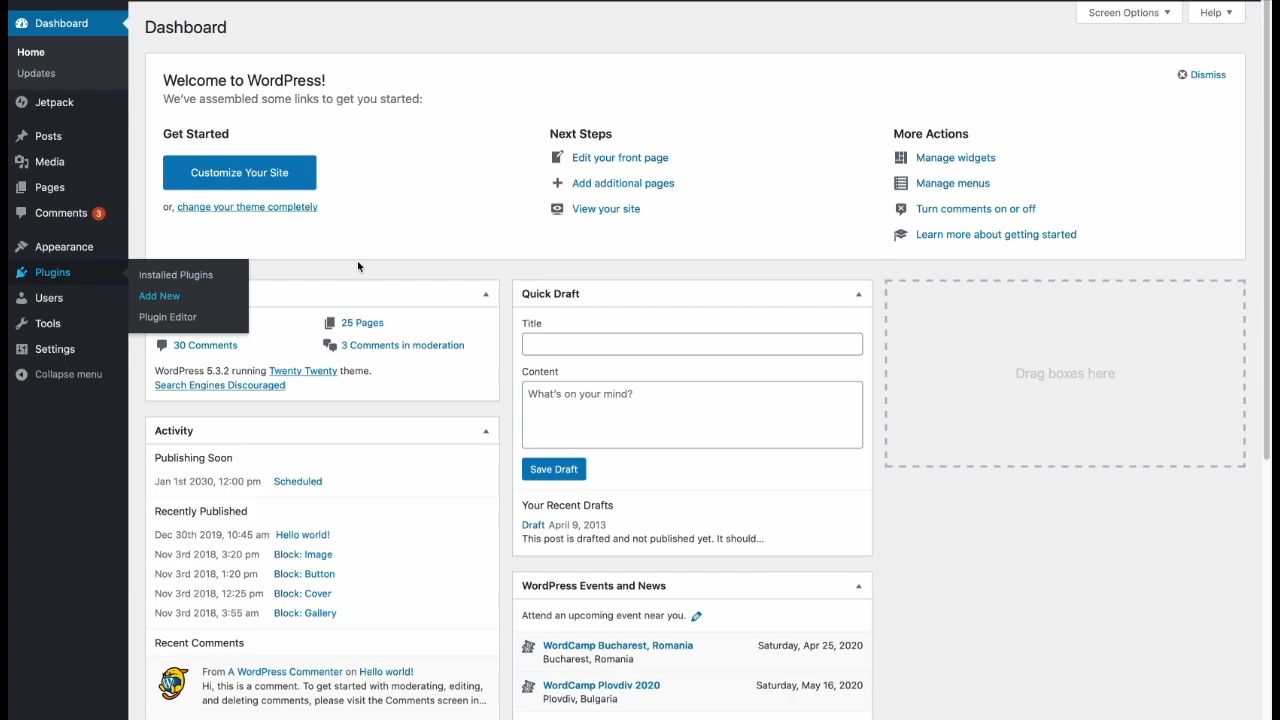 Dashboard
Home
Updates
Jetpack
Posts
Media
Pages
Comments 3
Appearance
Plugins
Users
Tools
Settings
Collapse menu
Installed Plugins
Add New
Plugin Editor
Screen Options
Help
Dashboard
Welcome to WordPress!
We've assembled some links to get you started:
Dismiss
Get Started
Customize Your Site
or, change your theme completely
Next Steps
Edit your front page
Add additional pages
View your site
More Actions
Manage widgets
Manage menus
Turn comments on or off
Learn more about getting started
25 Pages
30 Comments
3 Comments in moderation
WordPress 5.3.2 running Twenty Twenty theme.
Search Engines Discouraged
Activity
Publishing Soon
Jan 1st 2030, 12:00 pm Scheduled
Recently Published
Dec 30th 2019, 10:45 am Hello world!
Nov 3rd 2018, 3:20 pm Block: Image
Nov 3rd 2018, 1:20 pm Block: Button
Nov 3rd 2018, 12:25 pm Block: Cover
Nov 3rd 2018, 3:55 am Block: Gallery
Recent Comments
From A WordPress Commenter on Hello world!
Hi, this is a comment. To get started with moderating, editing,
and deleting comments, please visit the Comments screen in...
Quick Draft
Title
Content
What's on your mind?
Save Draft
Your Recent Drafts
Draft April 9, 2013
This post is drafted and not published yet. It should...
WordPress Events and News
Attend an upcoming event near you.
WordCamp Bucharest, Romania Saturday, Apr 25, 2020
Bucharest, Romania
WordCamp Plovdiv 2020 Saturday, May 16, 2020
Plovdiv, Bulgaria
Drag boxes here